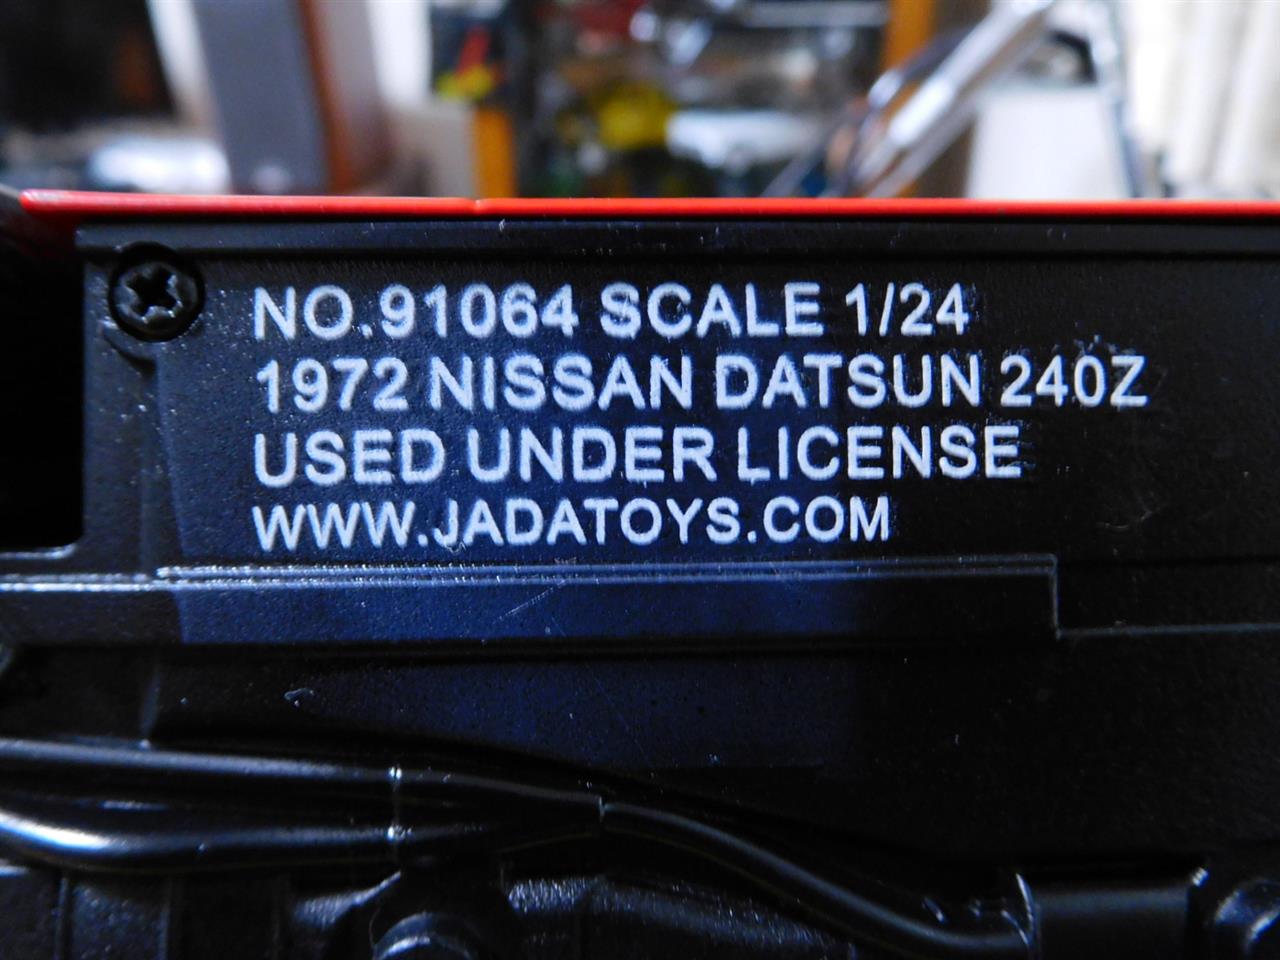 NO.91064 SCALE 1/24
1972 NISSAN DATSUN 240Z
USED UNDER LICENSE
WWW.JADATOYS.COM